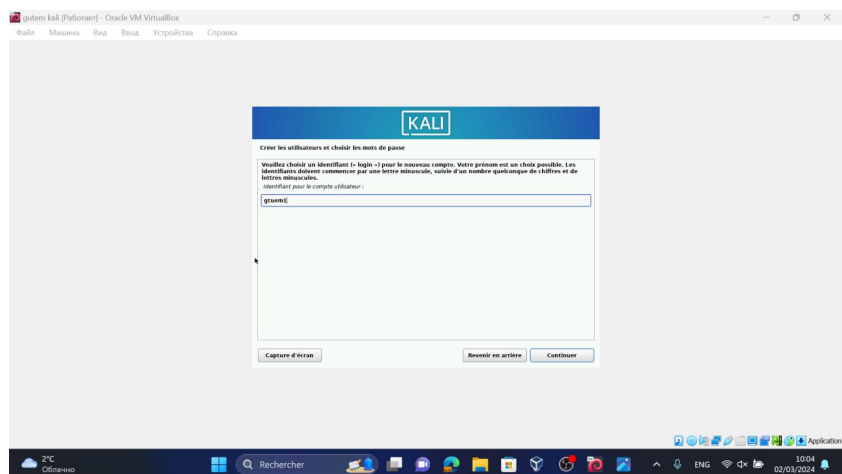 gutem kali [Работает] - Oracle VM VirtualBox
Файл Машина Вид Ввод Устройства Справка
KALI
Créer les utilisateurs et choisir les mots de passe
Veuillez choisir un identifiant (« login ») pour le nouveau compte. Votre prénom est un choix possible. Les
identifiants doivent commencer par une lettre minuscule, suivie d'un nombre quelconque de chiffres et de
lettres minuscules.
Identifiant pour le compte utilisateur :
Capture d'écran Revenir en arrière Continuer
Application
2°C
Облачно
Rechercher
ENG
10:04
02/03/2024